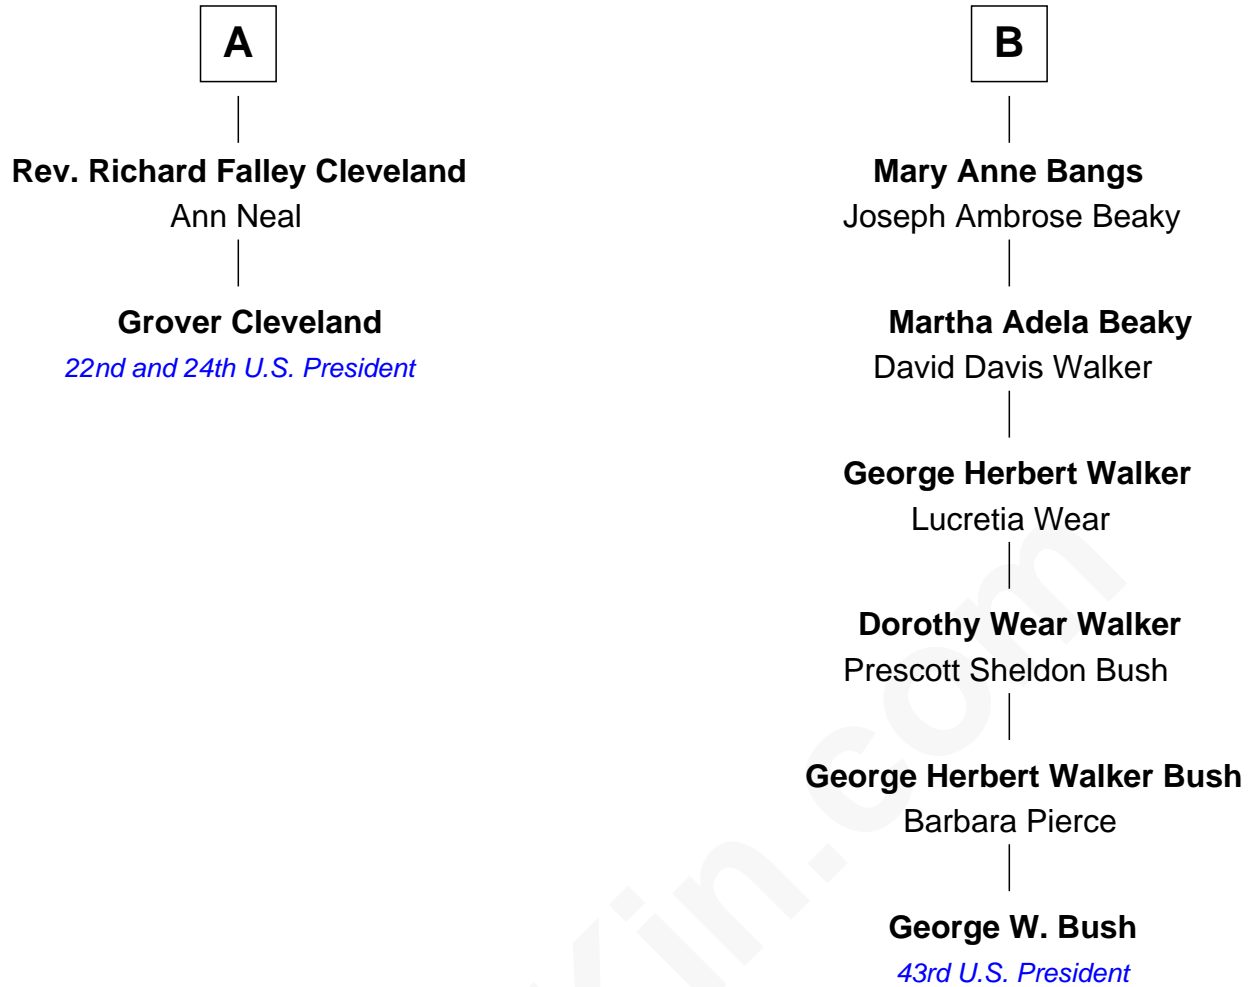 A
Rev. Richard Falley Cleveland
Ann Neal
Grover Cleveland
22nd and 24th U.S. President
B
Mary Anne Bangs
Joseph Ambrose Beaky
Martha Adela Beaky
David Davis Walker
George Herbert Walker
Lucretia Wear
Dorothy Wear Walker
Prescott Sheldon Bush
George Herbert Walker Bush
Barbara Pierce
George W. Bush
43rd U.S. President
Kin.com